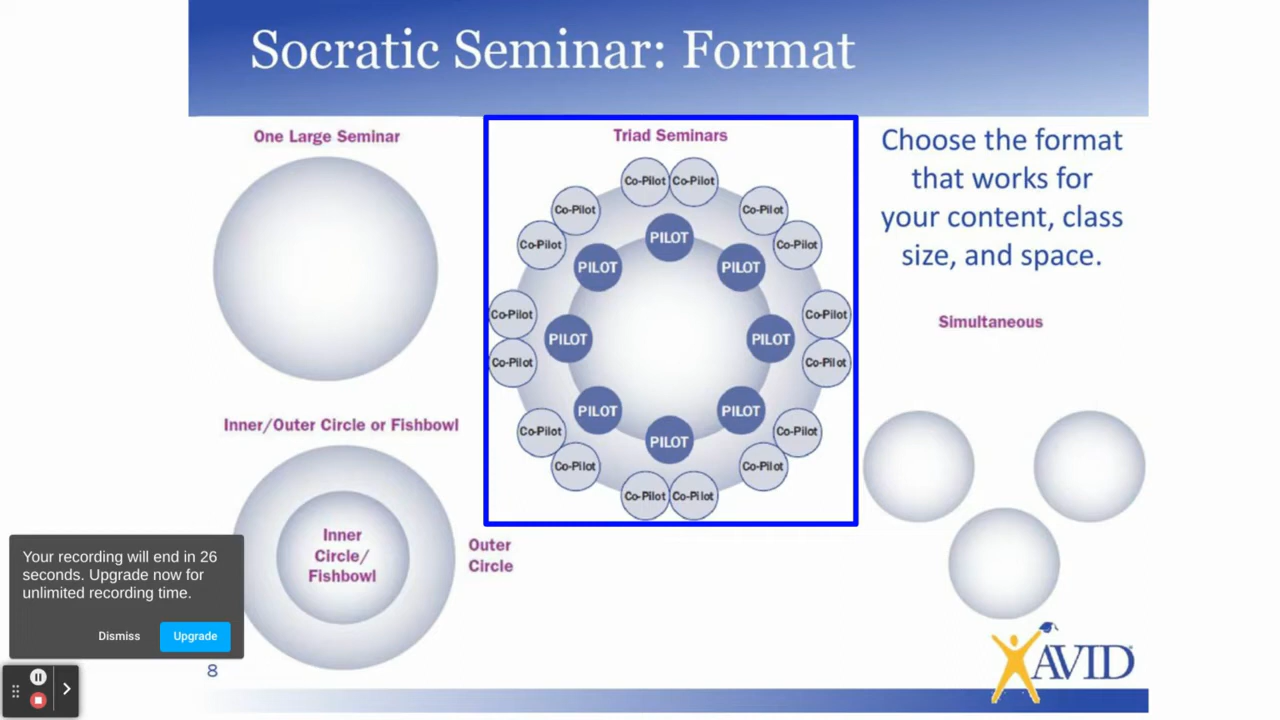 Socratic Seminar: Format
One Large Seminar
Inner/Outer Circle or Fishbowl
Inner
Circle/
Fishbowl
Outer
Circle
Triad Seminars
Co-Pilot Co-Pilot
Co-Pilot Co-Pilot
PILOT
Co-Pilot Co-Pilot
PILOT PILOT
Co-Pilot Co-Pilot
PILOT PILOT
Co-Pilot Co-Pilot
PILOT PILOT
Co-Pilot Co-Pilot
PILOT
Co-Pilot Co-Pilot
Co-Pilot Co-Pilot
Choose the format
that works for
your content, class
size, and space.
Simultaneous
Your recording will end in 26
seconds. Upgrade now for
unlimited recording time.
Dismiss Upgrade
8
AVID